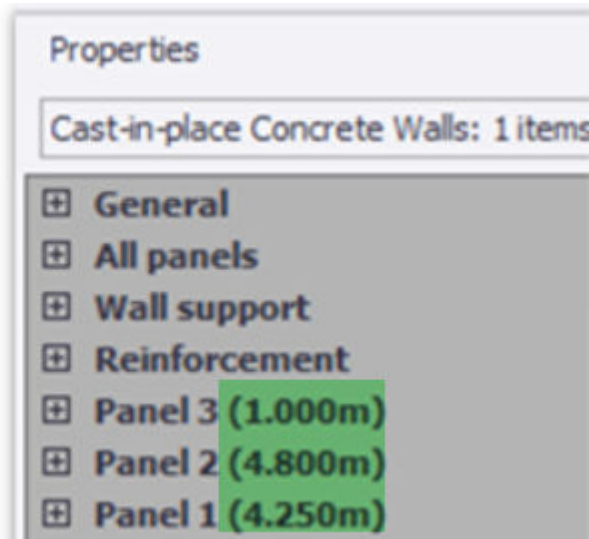 Properties
Cast-in-place Concrete Walls: 1 items
General
All panels
Wall support
Reinforcement
Panel 3 (1.000m)
Panel 2 (4.800m)
Panel 1 (4.250m)